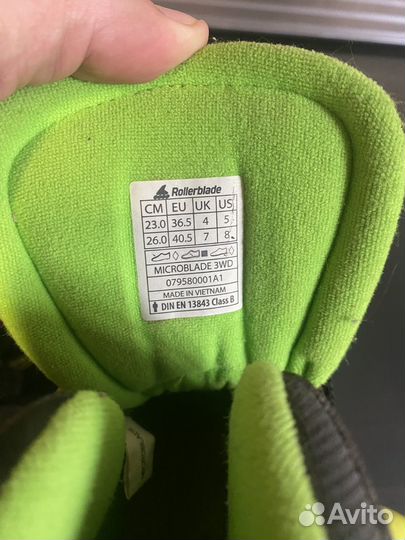 Rollerblade
CM EU UK US
23.0 36.5 4 5
26.0 40.5 7 8
MICROBLADE 3WD
079580001A1
MADE IN VIETNAM
DIN EN 13843 Class B
Avito